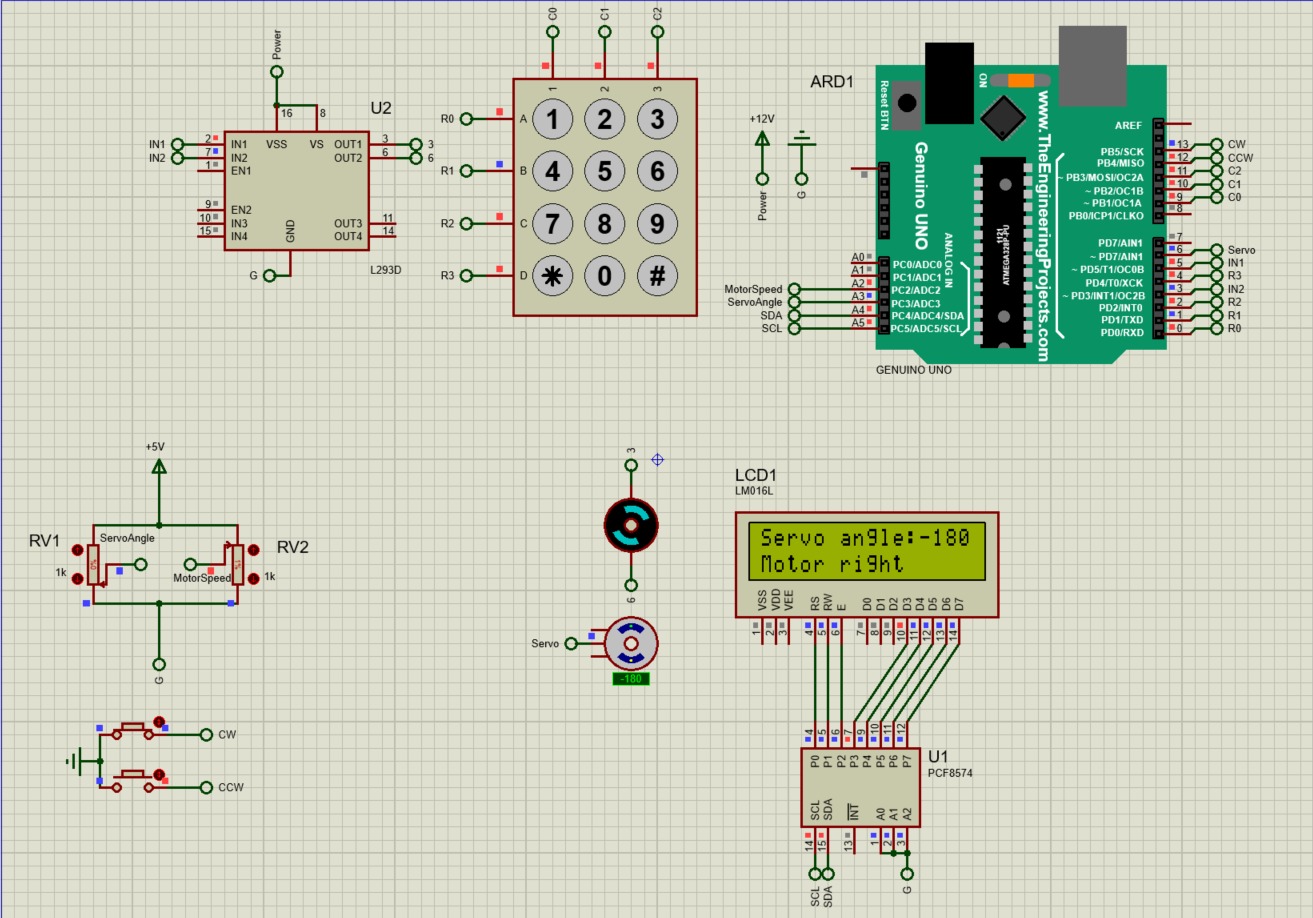 Power
U2
16 8
VSS VS
IN1 2 IN1 OUT1 3 3
IN2 7 IN2 OUT2 6 6
1 EN1
9 EN2
10 IN3 OUT3 11
15 IN4 OUT4 14
GND
G
L293D
C0 C1 C2
1 2 3
R0 A 1 2 3
R1 B 4 5 6
R2 C 7 8 9
R3 D * 0 #
ARD1
+12V
Power
G
Reset BTN
ON
Genuino UNO
ANALOG IN
1121
ATMEGA328P-PU
www.TheEngineeringProjects.com
AREF
PB5/SCK 13 CW
PB4/MISO 12 CCW
~ PB3/MOSI/OC2A 11 C2
~ PB2/OC1B 10 C1
~ PB1/OC1A 9 C0
PB0/ICP1/CLKO 8
PD7/AIN1 7
~ PD7/AIN1 6 Servo
~ PD5/T1/OC0B 5 IN1
PD4/T0/XCK 4 R3
~ PD3/INT1/OC2B 3 IN2
PD2/INT0 2 R2
PD1/TXD 1 R1
PD0/RXD 0 R0
A0 PC0/ADC0
A1 PC1/ADC1
MotorSpeed A2 PC2/ADC2
ServoAngle A3 PC3/ADC3
SDA A4 PC4/ADC4/SDA
SCL A5 PC5/ADC5/SCL
GENUINO UNO
+5V
RV1
ServoAngle
0%
1k
RV2
MotorSpeed
1%
1k
G
CW
CCW
3
6
Servo
-180
LCD1
LM016L
Servo angle:-180
Motor right
VSS VDD VEE RS RW E D0 D1 D2 D3 D4 D5 D6 D7
1 2 3 4 5 6 7 8 9 10 11 12 13 14
4 5 6 7 9 10 11 12
P0 P1 P2 P3 P4 P5 P6 P7
U1
PCF8574
SCL SDA INT A0 A1 A2
14 15 13 1 2 3
SCL SDA G